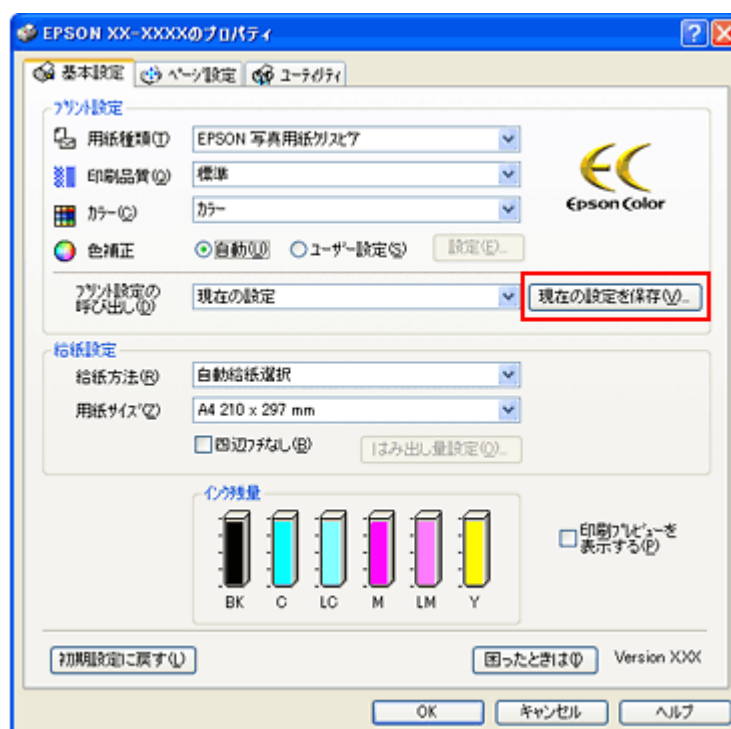 EPSON XX-XXXXのプロパティ
基本設定 ページ設定 ユーティリティ
プリント設定
用紙種類(T) EPSON 写真用紙クリスピア
印刷品質(Q) 標準
カラー(C) カラー
Epson Color
色補正 自動(U) ユーザー設定(S) 設定(E)...
プリント設定の
呼び出し(D) 現在の設定 現在の設定を保存(V)...
給紙設定
給紙方法(R) 自動給紙選択
用紙サイズ(Z) A4 210 x 297 mm
四辺フチなし(B) はみ出し量設定(O)...
インク残量
BK C LC M LM Y
印刷プレビューを
表示する(P)
初期設定に戻す(L) 困ったときは(I) Version X.XX
OK キャンセル ヘルプ